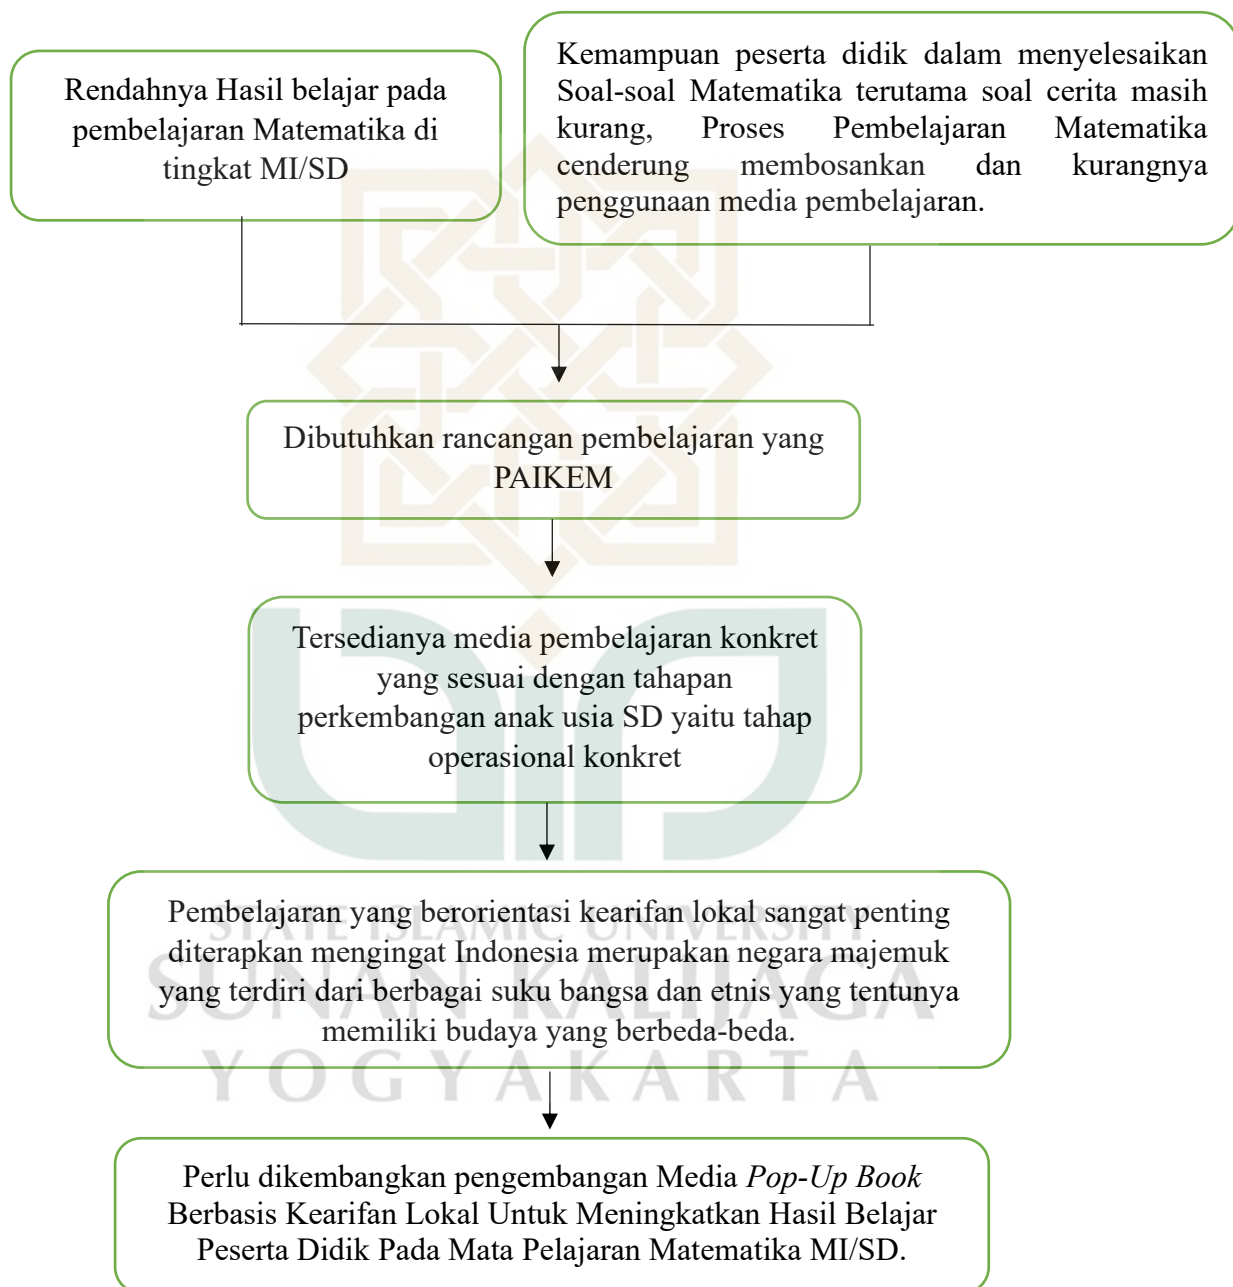 Rendahnya Hasil belajar pada
pembelajaran Matematika di
tingkat MI/SD
Kemampuan peserta didik dalam menyelesaikan
Soal-soal Matematika terutama soal cerita masih
kurang, Proses Pembelajaran Matematika
cenderung membosankan dan kurangnya
penggunaan media pembelajaran.
Dibutuhkan rancangan pembelajaran yang
PAIKEM
Tersedianya media pembelajaran konkret
yang sesuai dengan tahapan
perkembangan anak usia SD yaitu tahap
operasional konkret
Pembelajaran yang berorientasi kearifan lokal sangat penting
diterapkan mengingat Indonesia merupakan negara majemuk
yang terdiri dari berbagai suku bangsa dan etnis yang tentunya
memiliki budaya yang berbeda-beda.
STATE ISLAMIC UNIVERSITY
SUNAN KALIJAGA
YOGYAKARTA
Perlu dikembangkan pengembangan Media Pop-Up Book
Berbasis Kearifan Lokal Untuk Meningkatkan Hasil Belajar
Peserta Didik Pada Mata Pelajaran Matematika MI/SD.